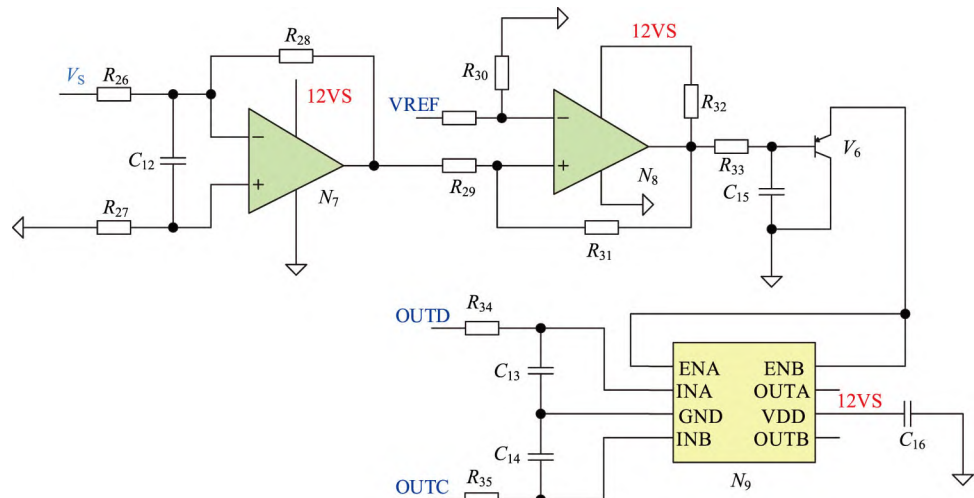 R28
R26
VS
12VS
C12
N7
R27
R30
VREF
12VS
R32
N8
R29
R31
R33
V6
C15
OUTD
R34
C13
C14
OUTC
R35
ENA ENB
INA OUTA
GND VDD
INB OUTB
12VS
C16
N9